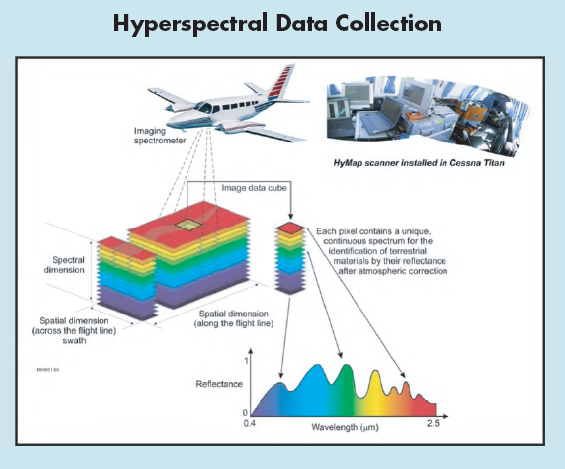 Hyperspectral Data Collection
Imaging
spectrometer
HyMap scanner installed in Cessna Titan
Image data cube
Each pixel contains a unique,
continuous spectrum for the
identification of terrestrial
materials by their reflectance
after atmospheric correction
Spectral
dimension
Spatial dimension
(across the flight line)
swath
Spatial dimension
(along the flight line)
Reflectance
1
0
0.4
Wavelength (µm)
2.5